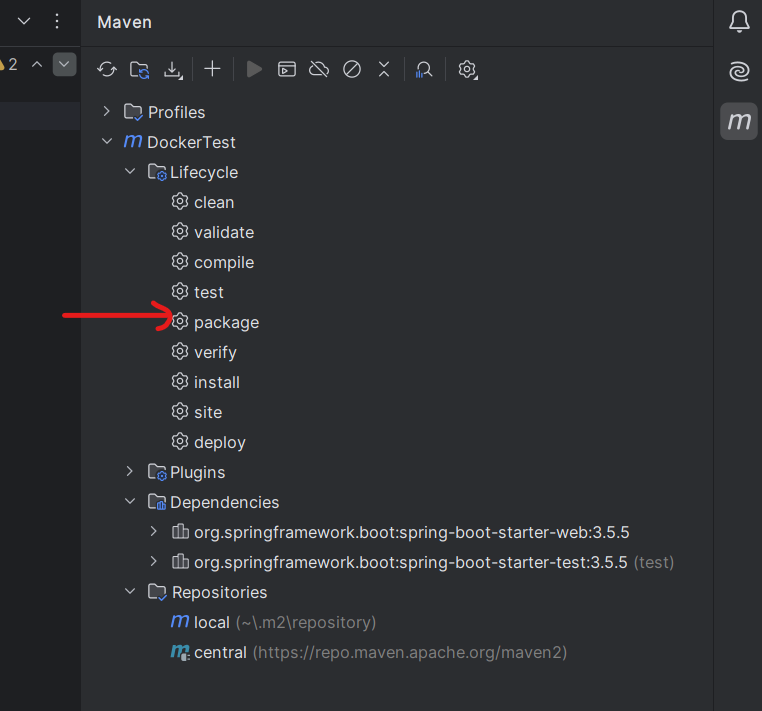 Maven
2
Profiles
m DockerTest
Lifecycle
clean
validate
compile
test
package
verify
install
site
deploy
Plugins
Dependencies
org.springframework.boot:spring-boot-starter-web:3.5.5
org.springframework.boot:spring-boot-starter-test:3.5.5 (test)
Repositories
m local (~\.m2\repository)
m central (https://repo.maven.apache.org/maven2)
m